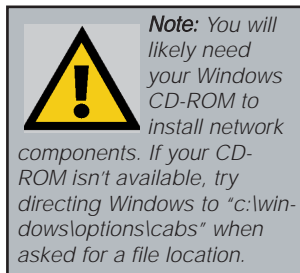 Note: You will
likely need
your Windows
CD-ROM to
install network
components. If your CD-
ROM isn't available, try
directing Windows to "c:\win-
dows\options\cabs" when
asked for a file location.